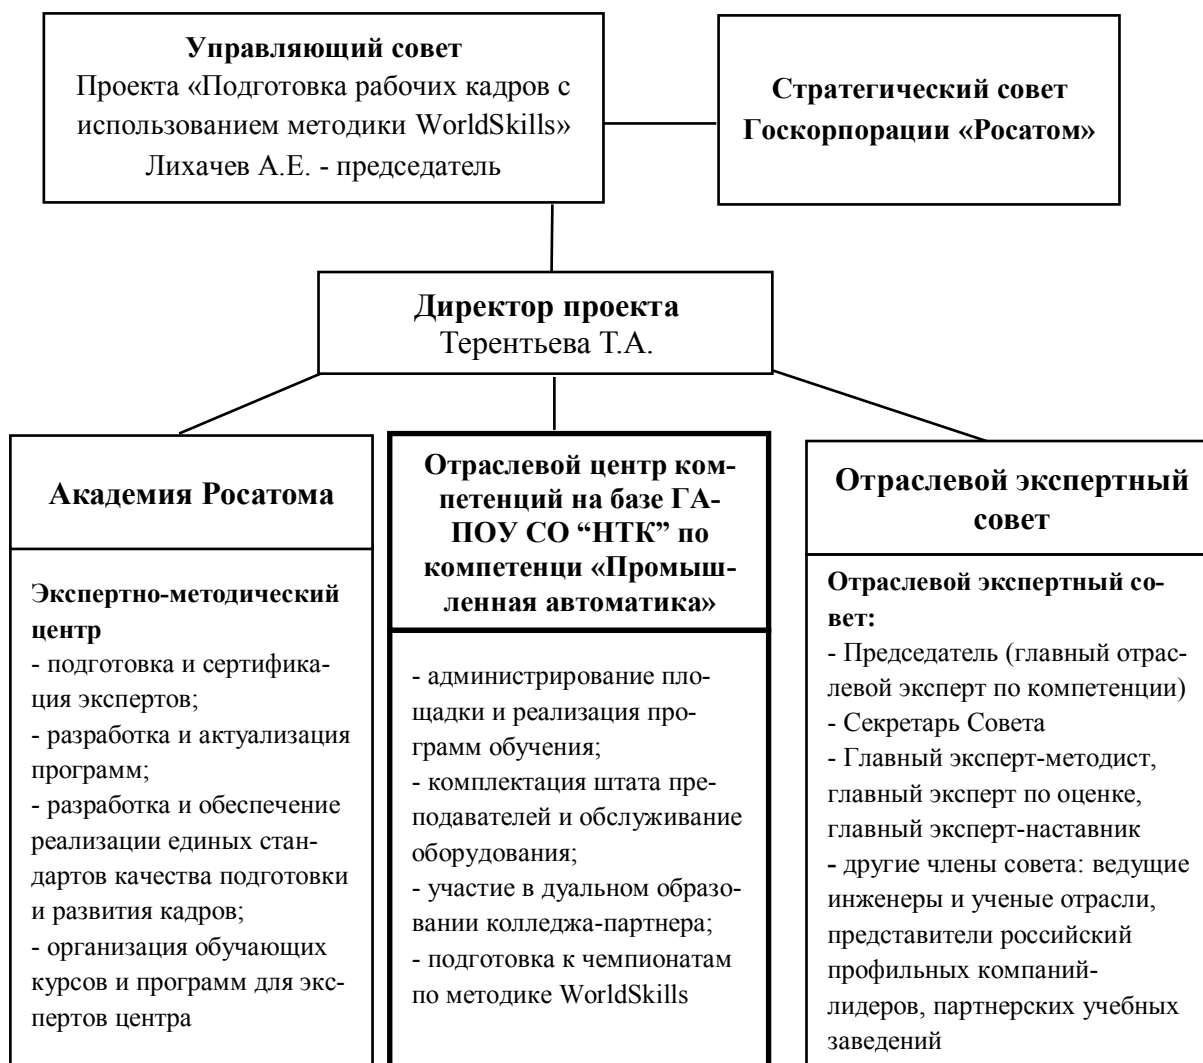 Управляющий совет
Проекта «Подготовка рабочих кадров с
использованием методики WorldSkills»
Лихачев А.Е. - председатель
Стратегический совет
Госкорпорации «Росатом»
Директор проекта
Терентьева Т.А.
Академия Росатома
Экспертно-методический
центр
- подготовка и сертифика-
ция экспертов;
- разработка и актуализация
программ;
- разработка и обеспечение
реализации единых стан-
дартов качества подготовки
и развития кадров;
- организация обучающих
курсов и программ для экс-
пертов центра
Отраслевой центр ком-
петенций на базе ГА-
ПОУ СО “НТК” по
компетенци «Промыш-
ленная автоматика»
- администрирование пло-
щадки и реализация про-
грамм обучения;
- комплектация штата пре-
подавателей и обслуживание
оборудования;
- участие в дуальном образо-
вании колледжа-партнера;
- подготовка к чемпионатам
по методике WorldSkills
Отраслевой экспертный
совет
Отраслевой экспертный со-
вет:
- Председатель (главный отрас-
левой эксперт по компетенции)
- Секретарь Совета
- Главный эксперт-методист,
главный эксперт по оценке,
главный эксперт-наставник
- другие члены совета: ведущие
инженеры и ученые отрасли,
представители российский
профильных компаний-
лидеров, партнерских учебных
заведений